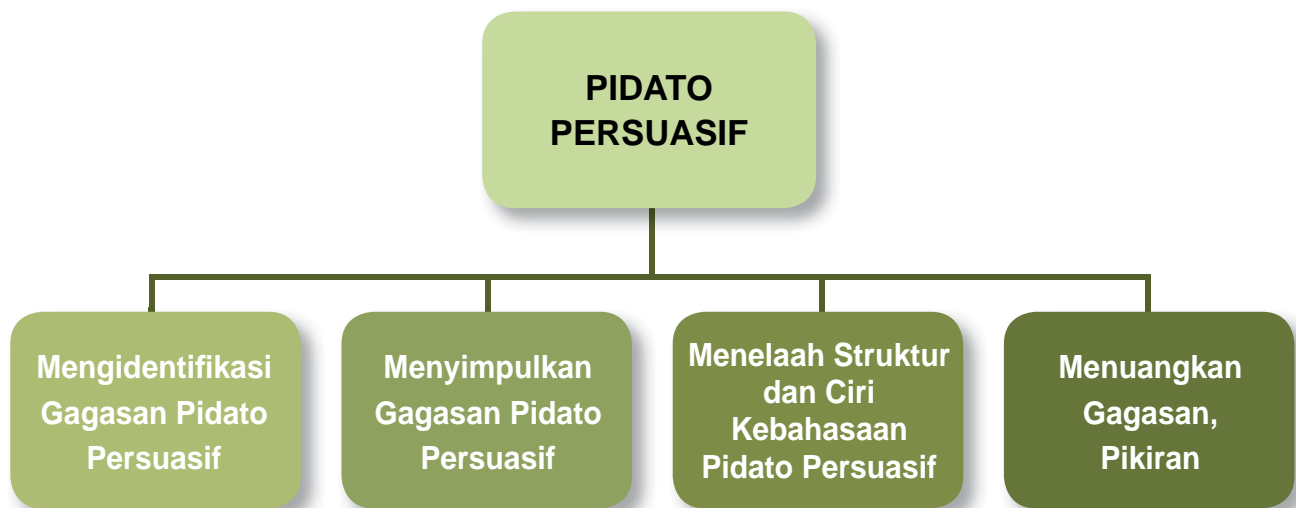 PIDATO
PERSUASIF
Mengidentifikasi
Gagasan Pidato
Persuasif
Menyimpulkan
Gagasan Pidato
Persuasif
Menelaah Struktur
dan Ciri
Kebahasaan
Pidato Persuasif
Menuangkan
Gagasan,
Pikiran